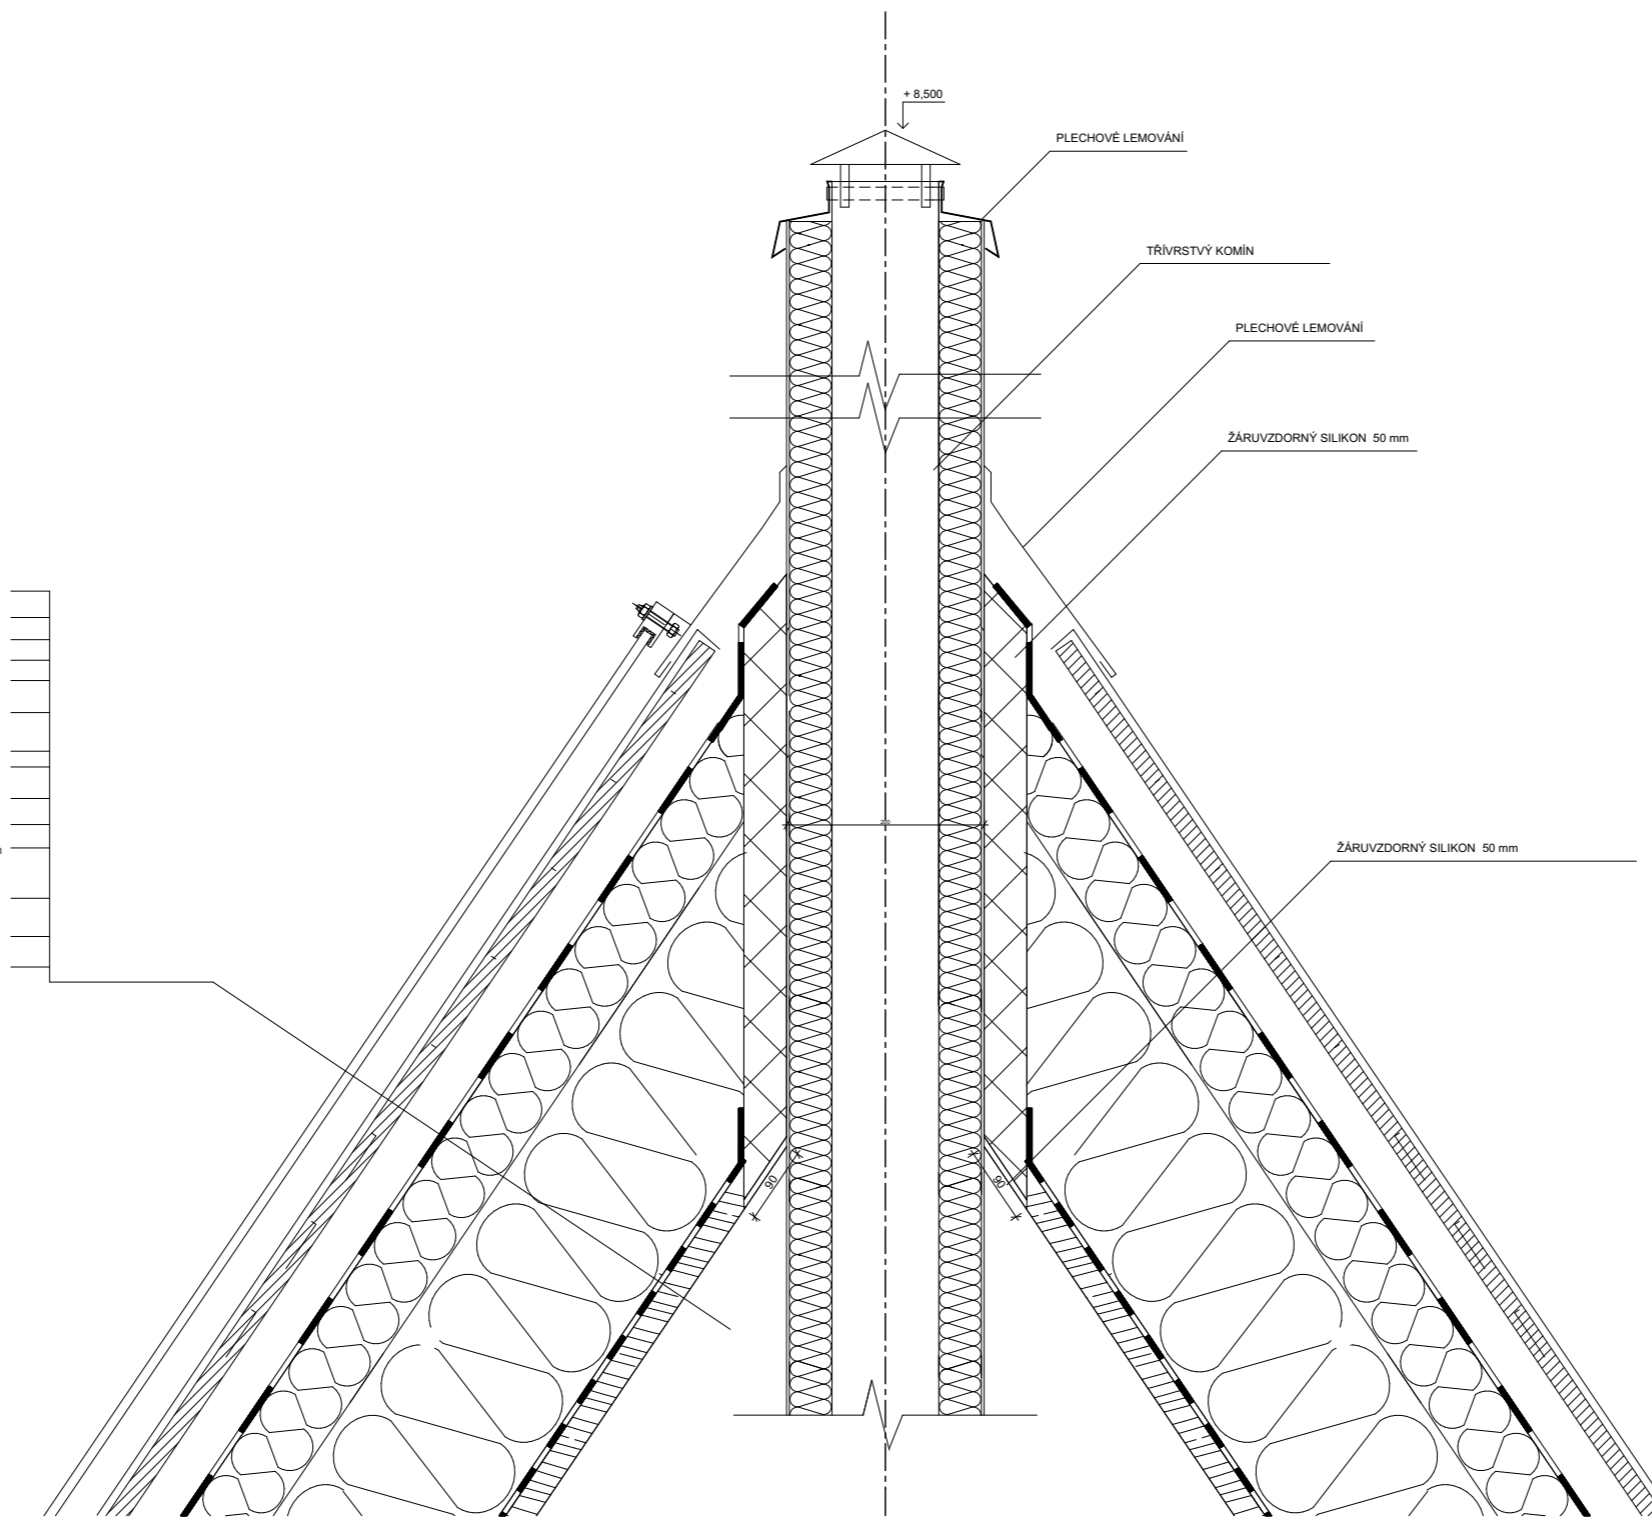 + 8,500
PLECHOVÉ LEMOVÁNÍ
TŘÍVRSTVÝ KOMÍN
PLECHOVÉ LEMOVÁNÍ
ŽÁRUVZDORNÝ SILIKON 50 mm
ŽÁRUVZDORNÝ SILIKON 50 mm
90
90